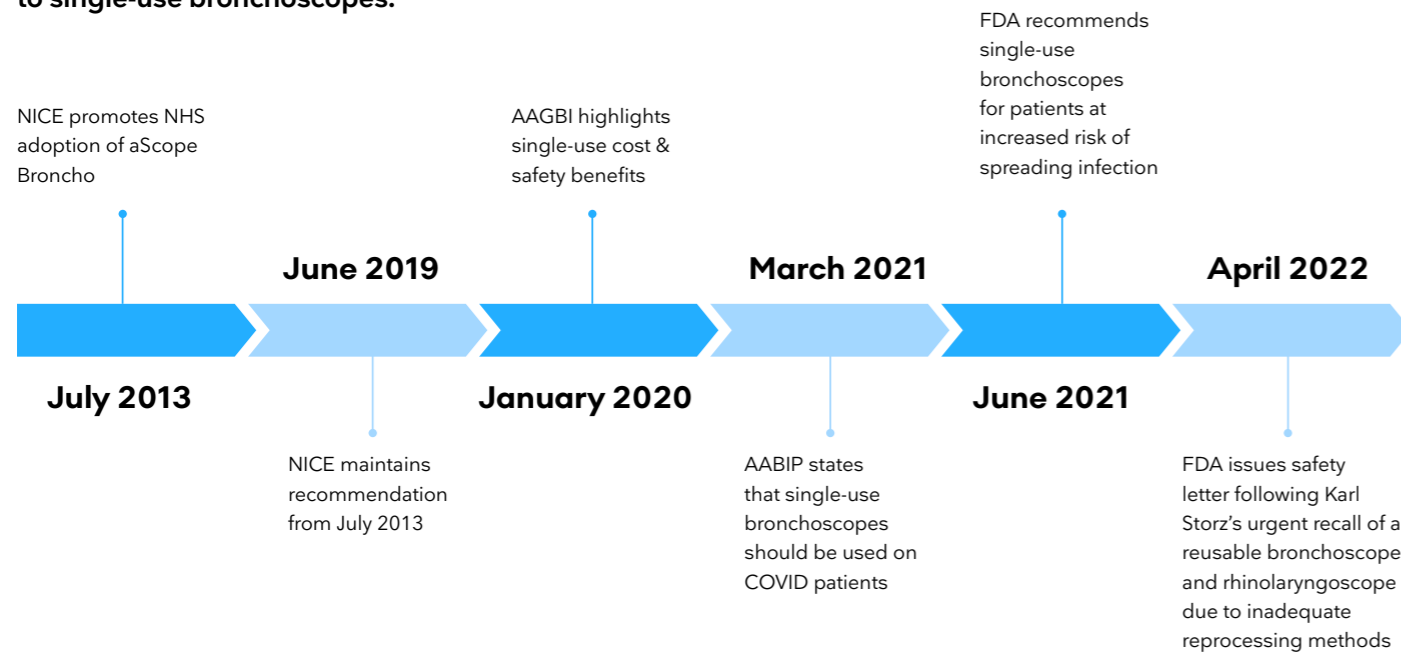 to single-use bronchoscopes.
FDA recommends
single-use
bronchoscopes
for patients at
increased risk of
spreading infection
NICE promotes NHS
adoption of aScope
Broncho
AAGBI highlights
single-use cost &
safety benefits
June 2019
March 2021
April 2022
July 2013
January 2020
June 2021
NICE maintains
recommendation
from July 2013
AABIP states
that single-use
bronchoscopes
should be used on
COVID patients
FDA issues safety
letter following Karl
Storz’s urgent recall of a
reusable bronchoscope
and rhinolaryngoscope
due to inadequate
reprocessing methods